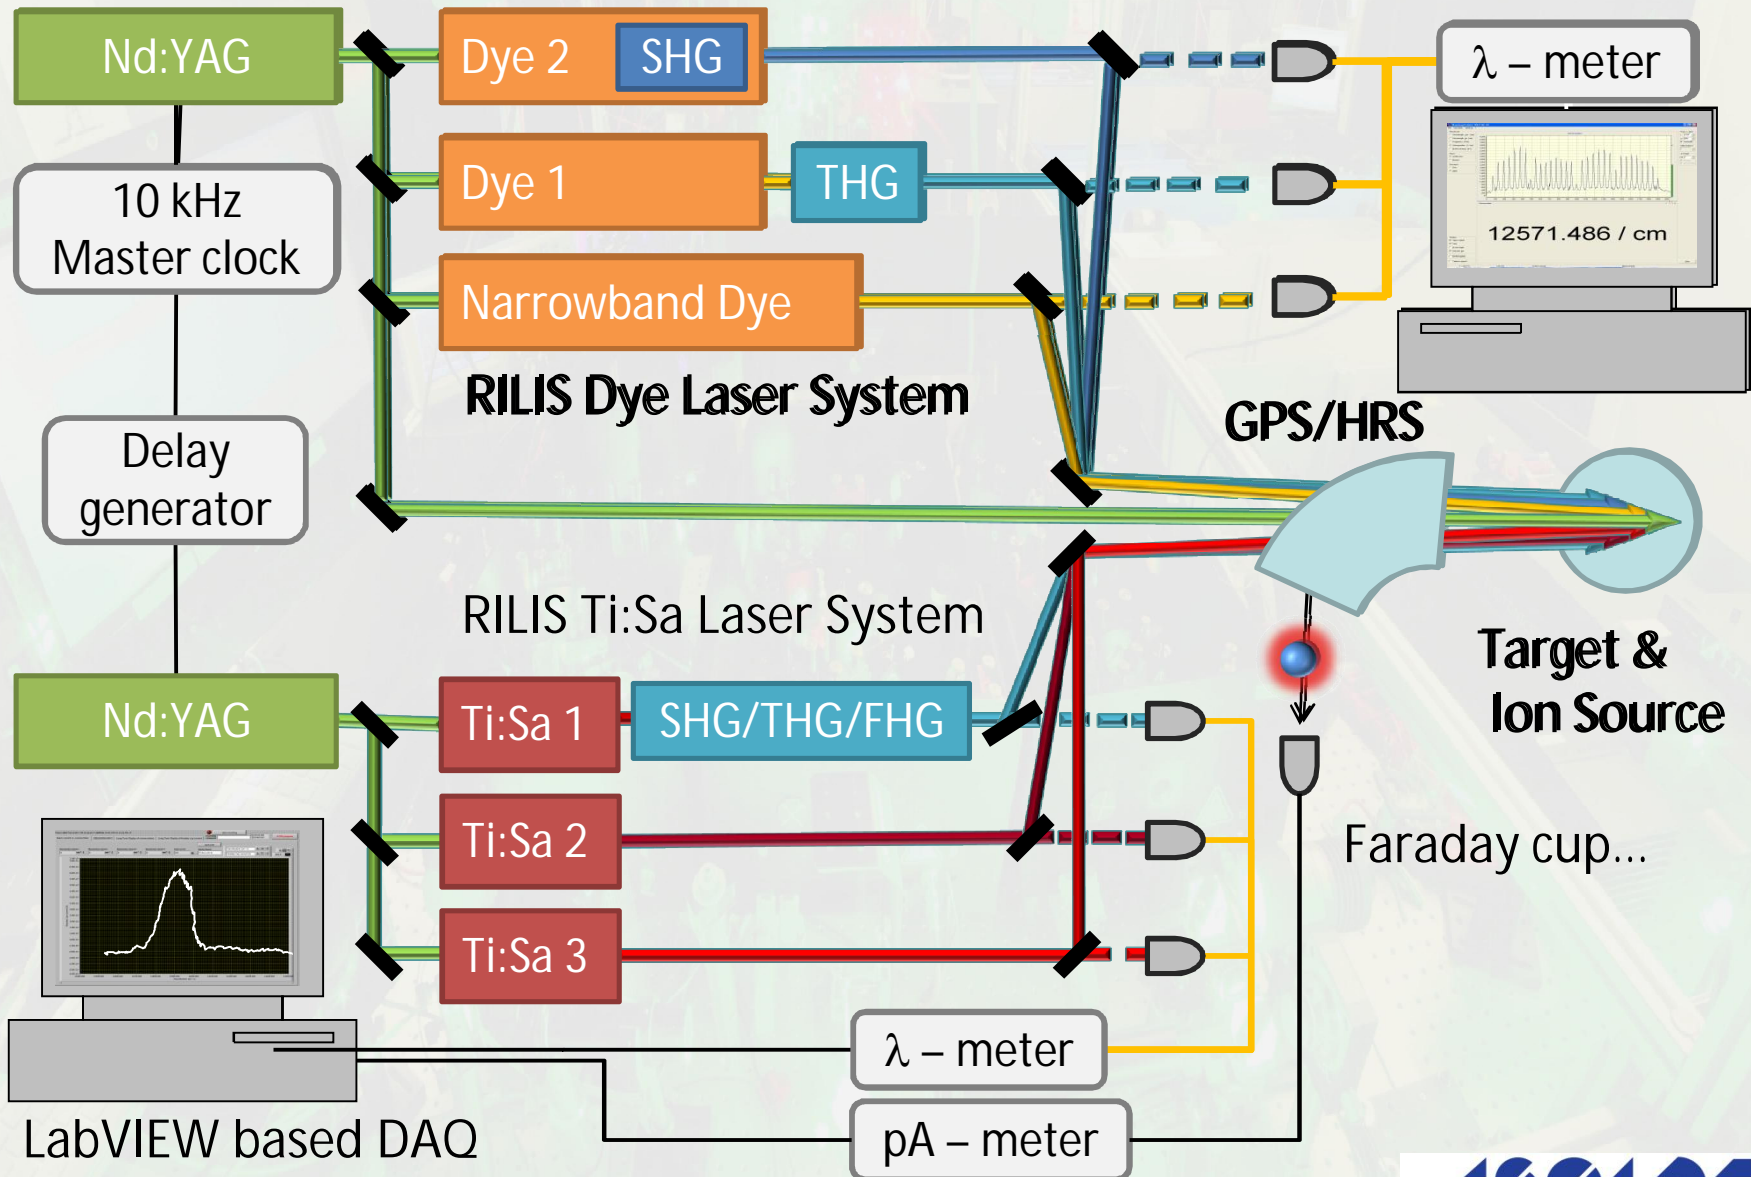 Nd:YAG
Dye 2
SHG
λ – meter
10 kHz
Master clock
Dye 1
THG
12571.486 / cm
Narrowband Dye
RILIS Dye Laser System
GPS/HRS
Delay
generator
RILIS Ti:Sa Laser System
Target &
Ion Source
Nd:YAG
Ti:Sa 1
SHG/THG/FHG
Ti:Sa 2
Faraday cup...
Ti:Sa 3
λ – meter
LabVIEW based DAQ
pA – meter